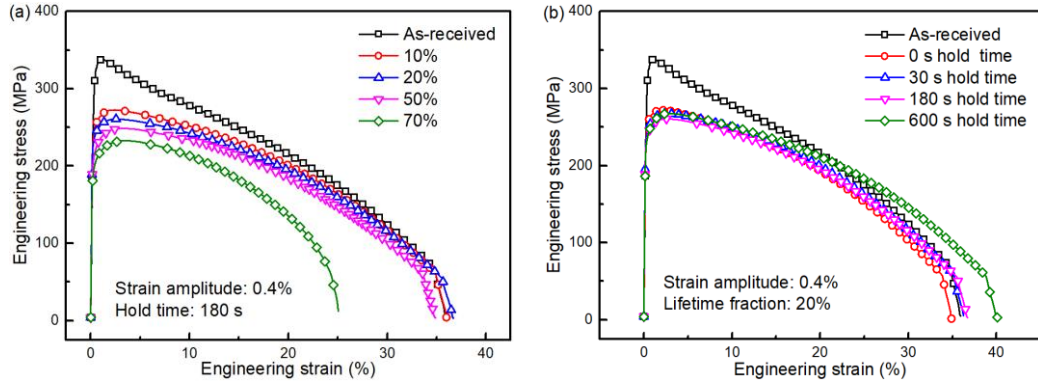 (a)
400
300
200
100
0
Engineering stress (MPa)
As-received
10%
20%
50%
70%
Strain amplitude: 0.4%
Hold time: 180 s
0 10 20 30 40
Engineering strain (%)
(b)
400
300
200
100
0
Engineering stress (MPa)
As-received
0 s hold time
30 s hold time
180 s hold time
600 s hold time
Strain amplitude: 0.4%
Lifetime fraction: 20%
0 10 20 30 40
Engineering strain (%)